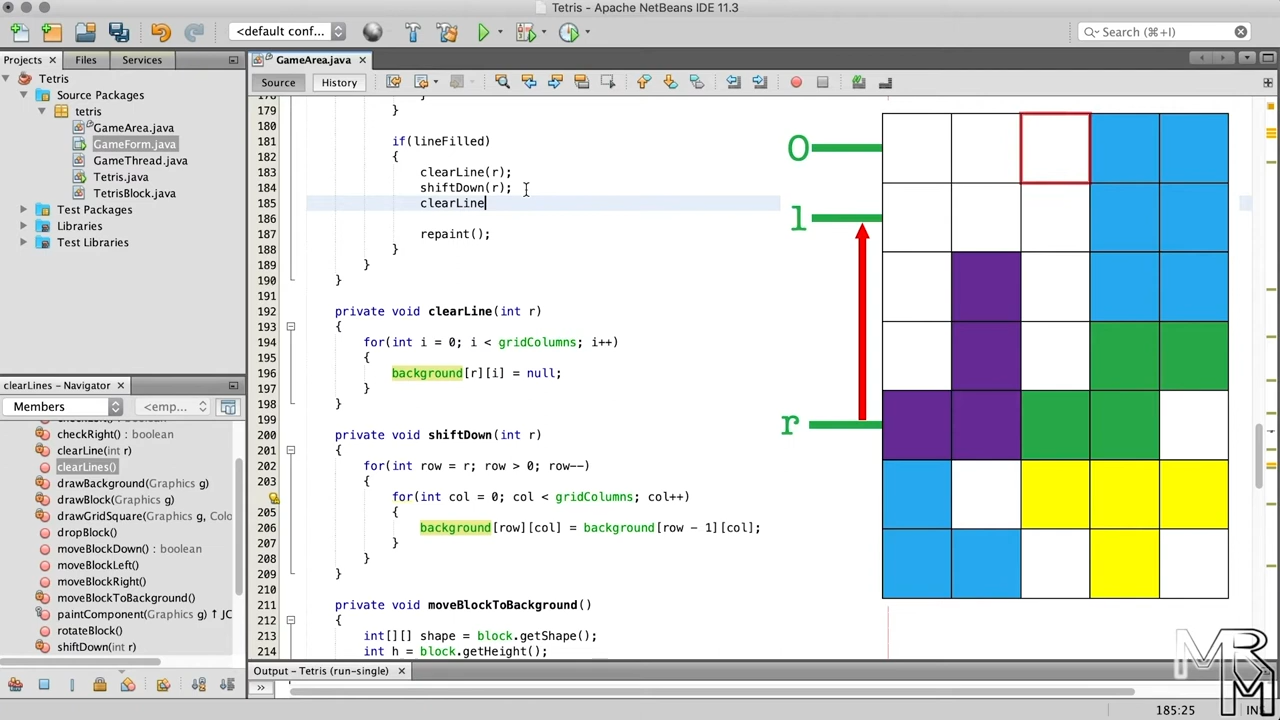 Tetris - Apache NetBeans IDE 11.3
<default conf...
Search (⌘+I)
Projects
Files
Services
GameArea.java
Tetris
Source Packages
tetris
GameArea.java
GameForm.java
GameThread.java
Tetris.java
TetrisBlock.java
Test Packages
Libraries
Test Libraries
Source
History
179 }
180
181 if(lineFilled)
182 {
183 clearLine(r);
184 shiftDown(r);
185 clearLine
186
187 repaint();
188 }
189 }
190 }
191
192 private void clearLine(int r)
193 {
194 for(int i = 0; i < gridColumns; i++)
195 {
196 background[r][i] = null;
197 }
198 }
199
200 private void shiftDown(int r)
201 {
202 for(int row = r; row > 0; row--)
203 {
for(int col = 0; col < gridColumns; col++)
205 {
206 background[row][col] = background[row - 1][col];
207 }
208 }
209 }
210
211 private void moveBlockToBackground()
212 {
213 int[][] shape = block.getShape();
214 int h = block.getHeight();
0
1
r
clearLines - Navigator
Members
<emp...
checkRight() : boolean
clearLine(int r)
clearLines()
drawBackground(Graphics g)
drawBlock(Graphics g)
drawGridSquare(Graphics g, Colo
dropBlock()
moveBlockDown() : boolean
moveBlockLeft()
moveBlockRight()
moveBlockToBackground()
paintComponent(Graphics g) ↑ JC
rotateBlock()
shiftDown(int r)
Output - Tetris (run-single)
185:25
IN